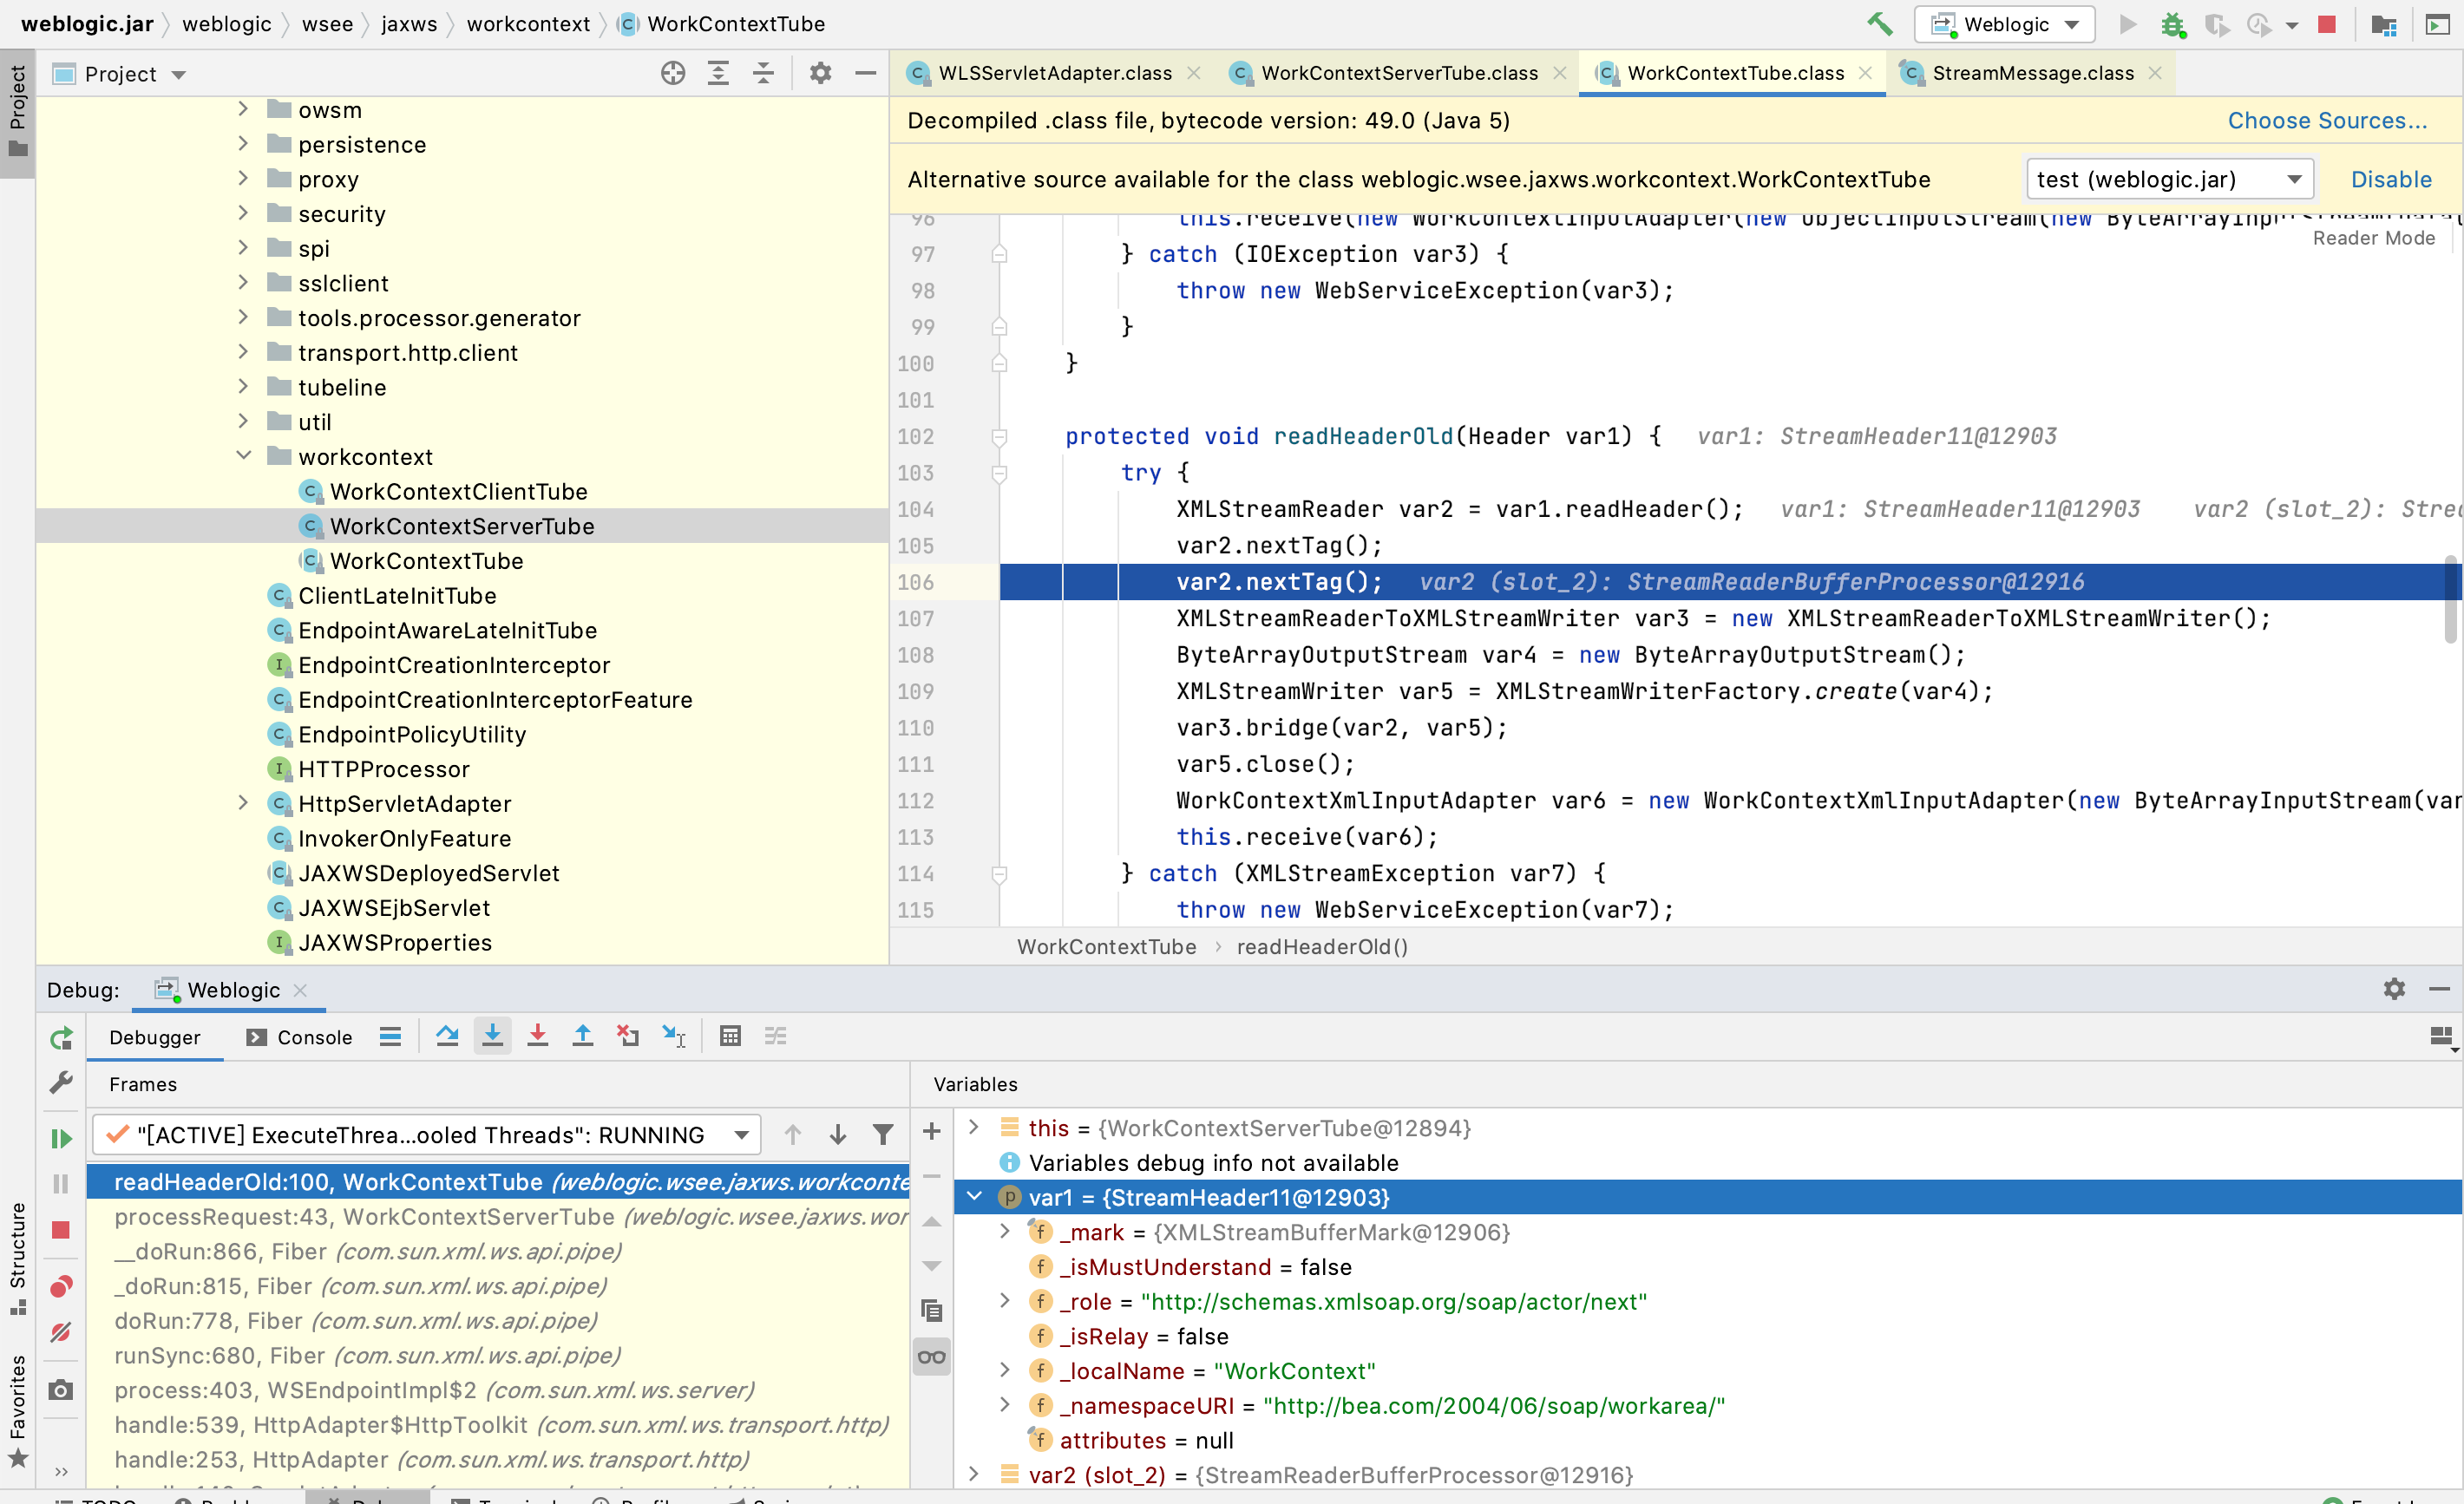 weblogic.jar weblogic wsee jaxws workcontext WorkContextTube
Weblogic
Project
Project
owsm
persistence
proxy
security
spi
sslclient
tools.processor.generator
transport.http.client
tubeline
util
workcontext
WorkContextClientTube
WorkContextServerTube
WorkContextTube
ClientLateInitTube
EndpointAwareLateInitTube
EndpointCreationInterceptor
EndpointCreationInterceptorFeature
EndpointPolicyUtility
HTTPProcessor
HttpServletAdapter
InvokerOnlyFeature
JAXWSDeployedServlet
JAXWSEjbServlet
JAXWSProperties
WLSServletAdapter.class WorkContextServerTube.class WorkContextTube.class StreamMessage.class
Decompiled .class file, bytecode version: 49.0 (Java 5) Choose Sources...
Alternative source available for the class weblogic.wsee.jaxws.workcontext.WorkContextTube test (weblogic.jar) Disable
96 this.receive(new WorkContextInputAdapter(new ObjectInputStream(new
Reader Mode
97 } catch (IOException var3) {
98 throw new WebServiceException(var3);
99 }
100 }
101
102 protected void readHeaderOld(Header var1) { var1: StreamHeader11@12903
103 try {
104 XMLStreamReader var2 = var1.readHeader(); var1: StreamHeader11@12903 var2 (slot_2): Stre
105 var2.nextTag();
106 var2.nextTag(); var2 (slot_2): StreamReaderBufferProcessor@12916
107 XMLStreamReaderToXMLStreamWriter var3 = new XMLStreamReaderToXMLStreamWriter();
108 ByteArrayOutputStream var4 = new ByteArrayOutputStream();
109 XMLStreamWriter var5 = XMLStreamWriterFactory.create(var4);
110 var3.bridge(var2, var5);
111 var5.close();
112 WorkContextXmlInputAdapter var6 = new WorkContextXmlInputAdapter(new ByteArrayInputStream(var
113 this.receive(var6);
114 } catch (XMLStreamException var7) {
115 throw new WebServiceException(var7);
WorkContextTube readHeaderOld()
Debug: Weblogic
Debugger Console
Frames
"[ACTIVE] ExecuteThrea...ooled Threads": RUNNING
readHeaderOld:100, WorkContextTube (weblogic.wsee.jaxws.workconte
processRequest:43, WorkContextServerTube (weblogic.wsee.jaxws.wor
__doRun:866, Fiber (com.sun.xml.ws.api.pipe)
_doRun:815, Fiber (com.sun.xml.ws.api.pipe)
doRun:778, Fiber (com.sun.xml.ws.api.pipe)
runSync:680, Fiber (com.sun.xml.ws.api.pipe)
process:403, WSEndpointImpl$2 (com.sun.xml.ws.server)
handle:539, HttpAdapter$HttpToolkit (com.sun.xml.ws.transport.http)
handle:253, HttpAdapter (com.sun.xml.ws.transport.http)
Variables
this = {WorkContextServerTube@12894}
Variables debug info not available
var1 = {StreamHeader11@12903}
_mark = {XMLStreamBufferMark@12906}
_isMustUnderstand = false
_role = "http://schemas.xmlsoap.org/soap/actor/next"
_isRelay = false
_localName = "WorkContext"
_namespaceURI = "http://bea.com/2004/06/soap/workarea/"
attributes = null
var2 (slot_2) = {StreamReaderBufferProcessor@12916}
Structure
Favorites